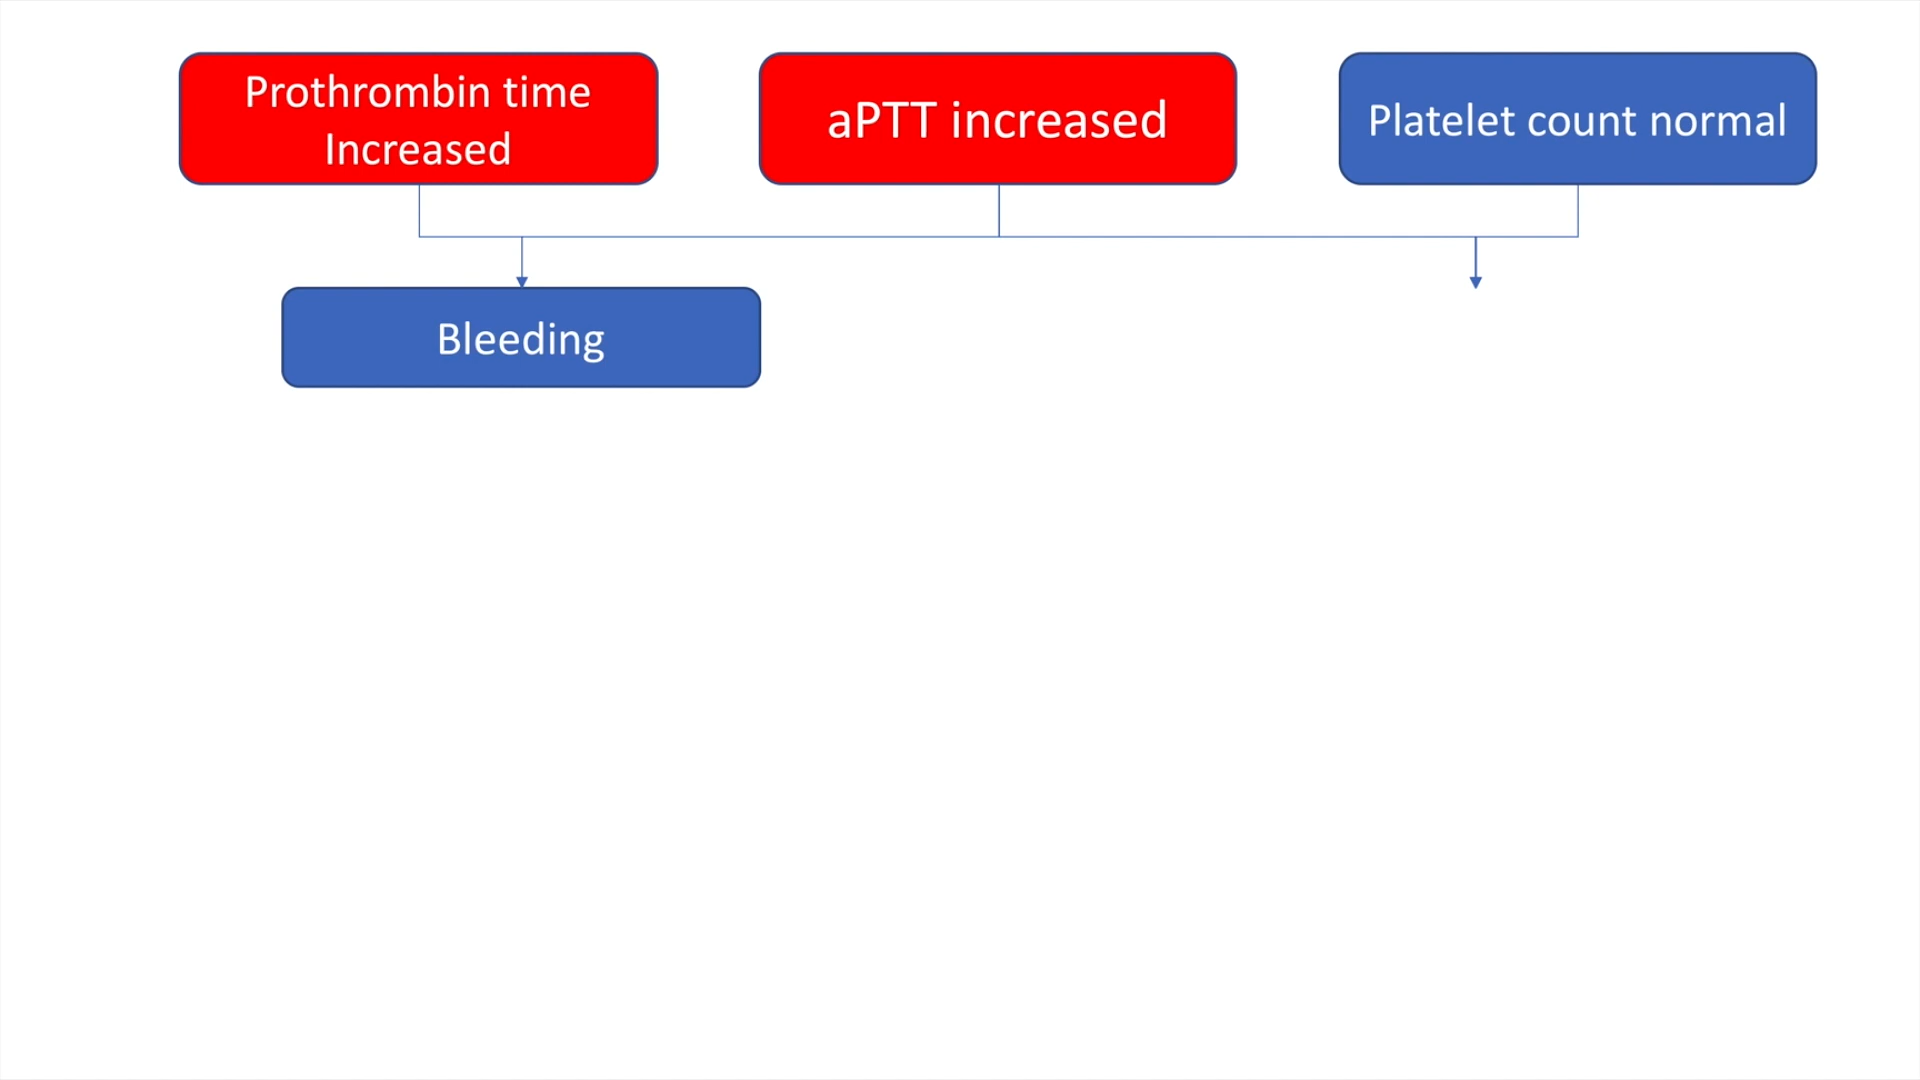 Prothrombin time
Increased
aPTT increased
Platelet count normal
Bleeding